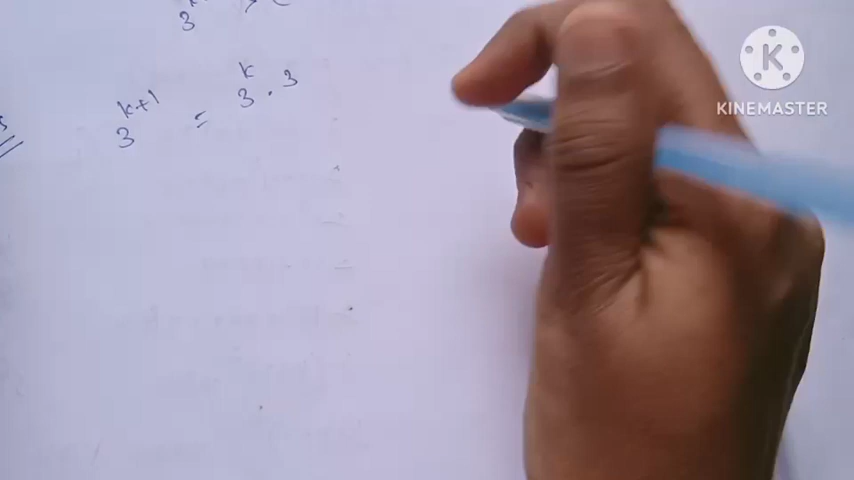 3^{k+1} = 3^k . 3
KINEMASTER